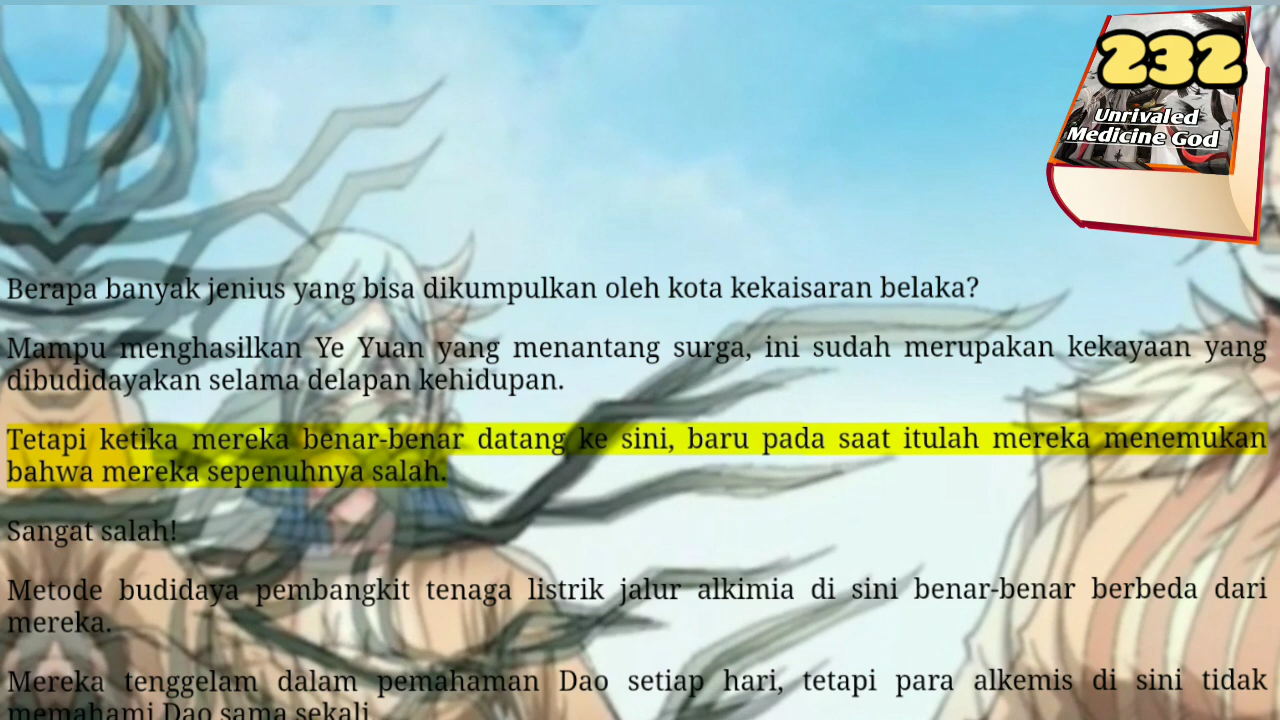 232
Unrivaled
Medicine God
Berapa banyak jenius yang bisa dikumpulkan oleh kota kekaisaran belaka?
Mampu menghasilkan Ye Yuan yang menantang surga, ini sudah merupakan kekayaan yang
dibudidayakan selama delapan kehidupan.
Tetapi ketika mereka benar-benar datang ke sini, baru pada saat itulah mereka menemukan
bahwa mereka sepenuhnya salah.
Sangat salah!
Metode budidaya pembangkit tenaga listrik jalur alkimia di sini benar-benar berbeda dari
mereka.
Mereka tenggelam dalam pemahaman Dao setiap hari, tetapi para alkemis di sini tidak
memahami Dao sama sekali.